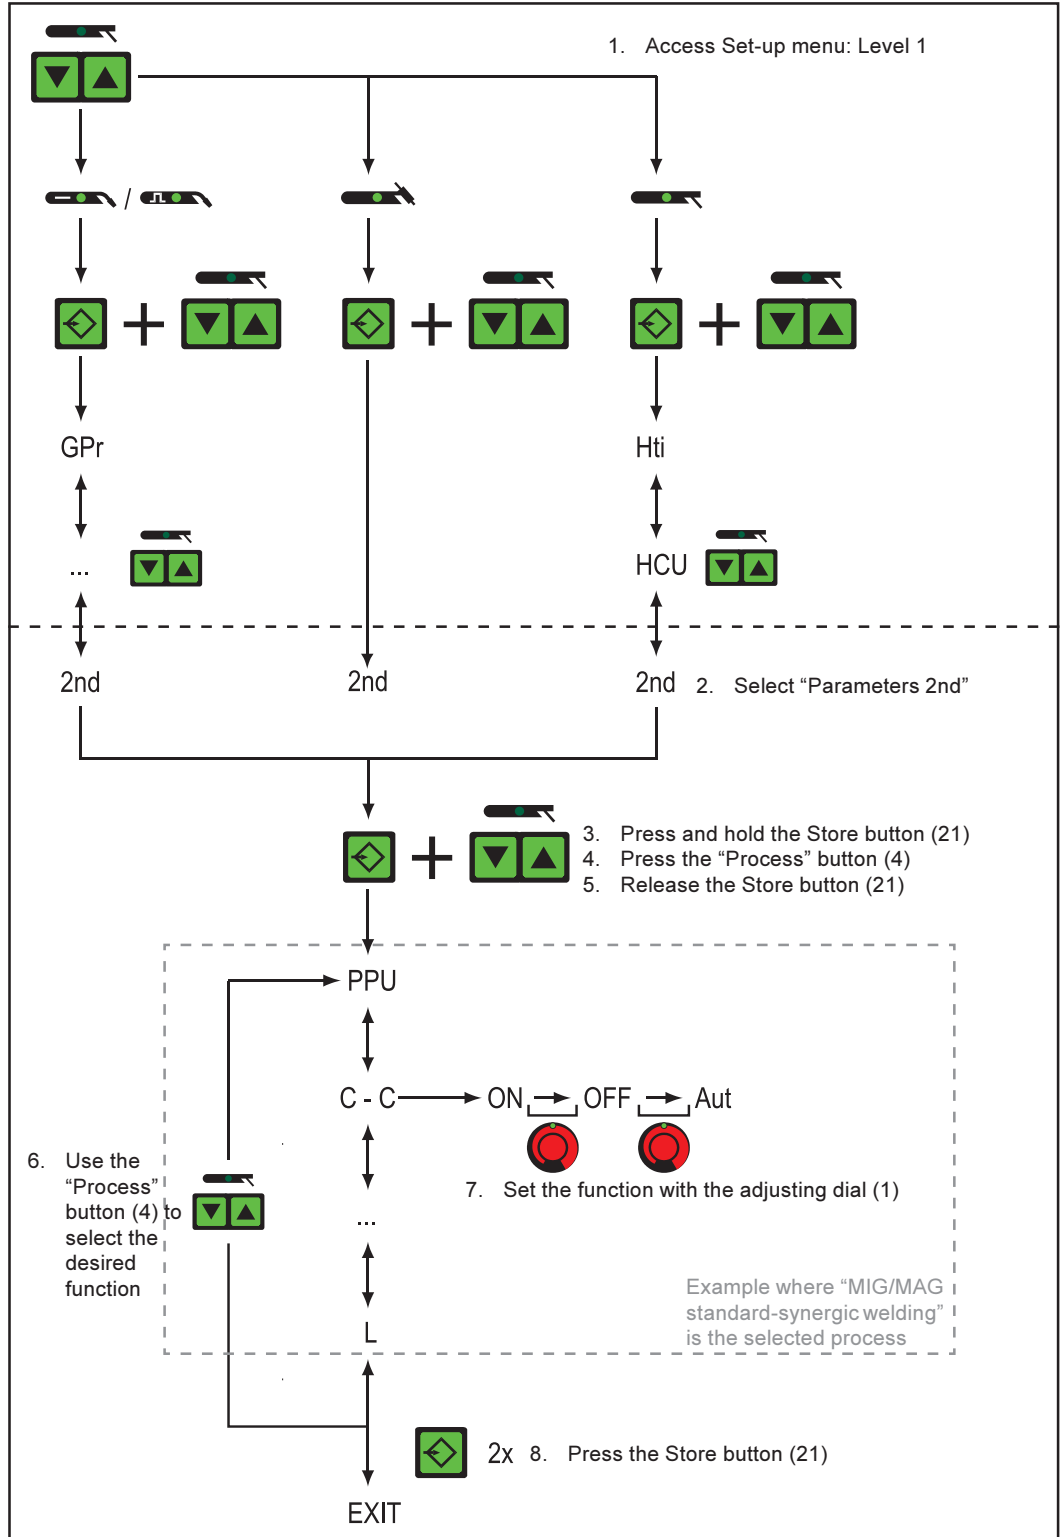 1. Access Set-up menu: Level 1
/
+ + +
GPr
Hti
...
HCU
2nd
2nd
2nd
2. Select “Parameters 2nd”
+
3. Press and hold the Store button (21)
4. Press the “Process” button (4)
5. Release the Store button (21)
PPU
C - C
ON
OFF
Aut
6. Use the
“Process”
button (4) to
select the
desired
function
7. Set the function with the adjusting dial (1)
...
Example where “MIG/MAG
standard-synergic welding”
is the selected process
L
2x
8. Press the Store button (21)
EXIT